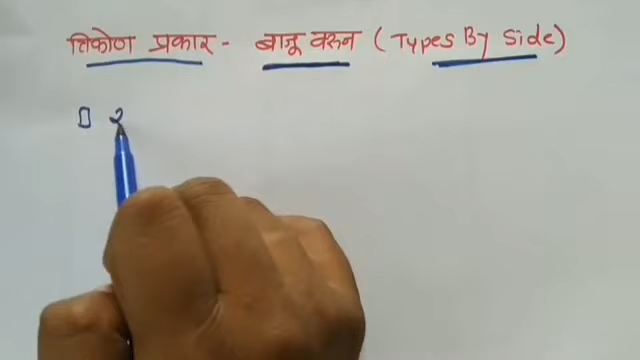 त्रिकोण प्रकार - बाजू वरून (Types By Side)